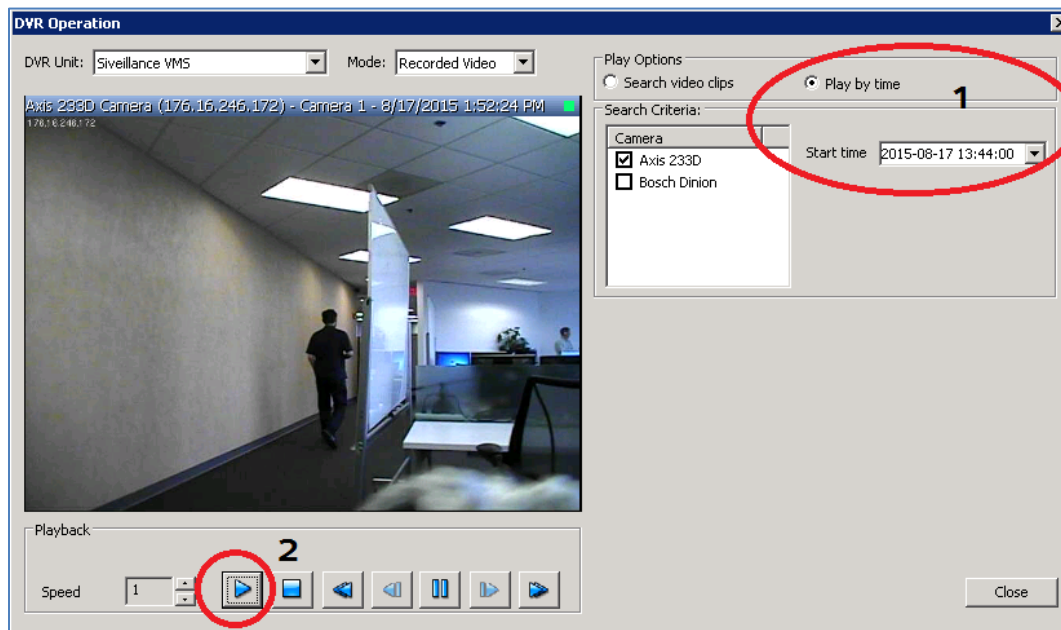 DVR Operation
DVR Unit: Siveillance VMS Mode: Recorded Video
Axis 233D Camera (176.16.246.172) - Camera 1 - 8/17/2015 1:52:24 PM
176.16.246.172
Play Options
Search video clips Play by time
1
Search Criteria:
Camera
Axis 233D
Bosch Dinion
Start time 2015-08-17 13:44:00
Playback
2
Speed 1
Close